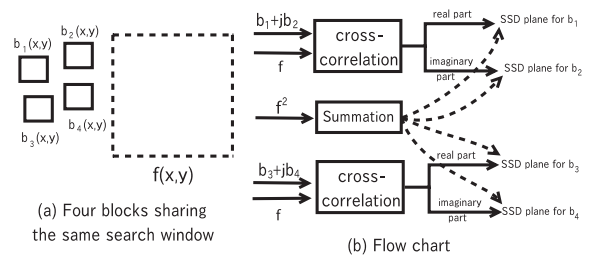 b₁(x,y)
b₂(x,y)
b₃(x,y)
b₄(x,y)
f(x,y)
(a) Four blocks sharing
the same search window
b₁+jb₂
f
cross-
correlation
real part
SSD plane for b₁
imaginary
part
SSD plane for b₂
f²
Summation
b₃+jb₄
f
cross-
correlation
real part
SSD plane for b₃
imaginary
part
SSD plane for b₄
(b) Flow chart